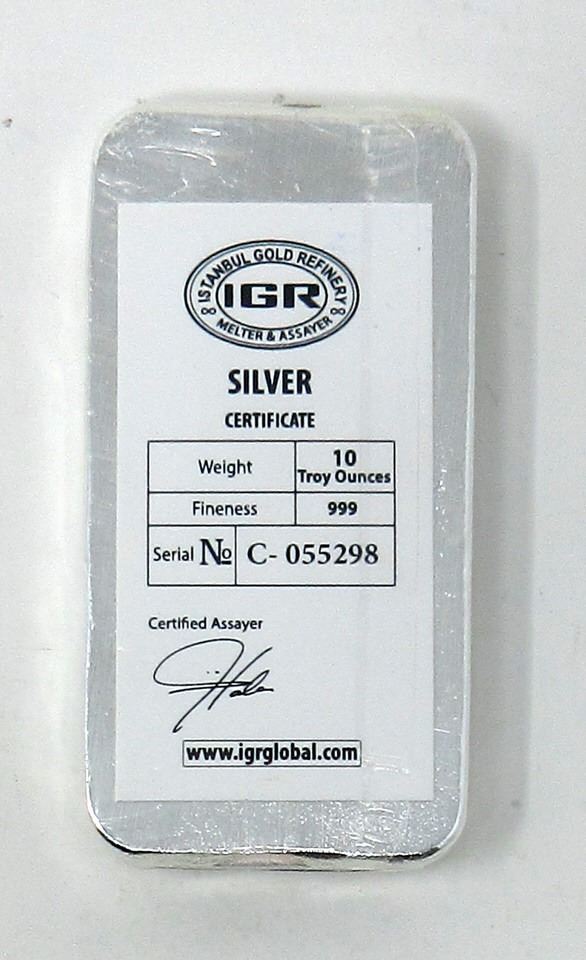 ISTANBUL GOLD REFINERY
IGR
MELTER & ASSAYER
SILVER
CERTIFICATE
Weight 10 Troy Ounces
Fineness 999
Serial № C- 055298
Certified Assayer
www.igrglobal.com